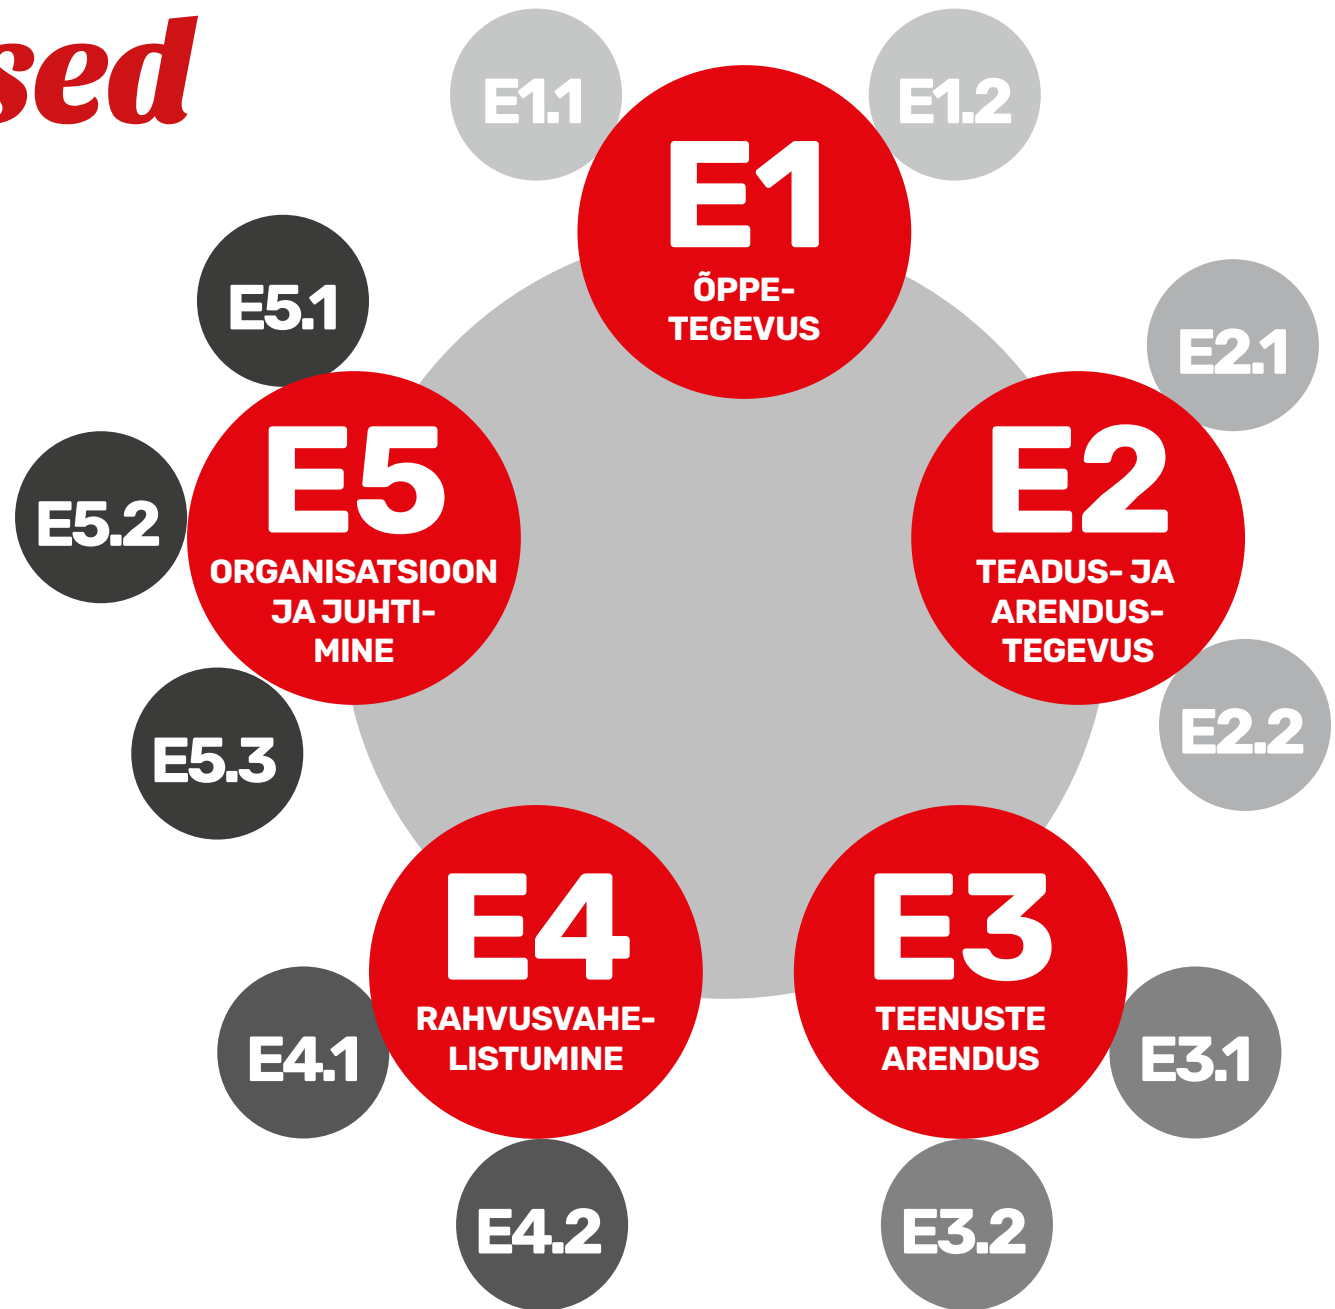 sed
E1.1
E1.2
E1
ÕPPE-
TEGEVUS
E5.1
E2.1
E5
ORGANISATSIOON
JA JUHTI-
MINE
E2
TEADUS- JA
ARENDUS-
TEGEVUS
E5.2
E5.3
E2.2
E4
RAHVUSVAHE-
LISTUMINE
E3
TEENUSTE
ARENDUS
E4.1
E3.1
E4.2
E3.2